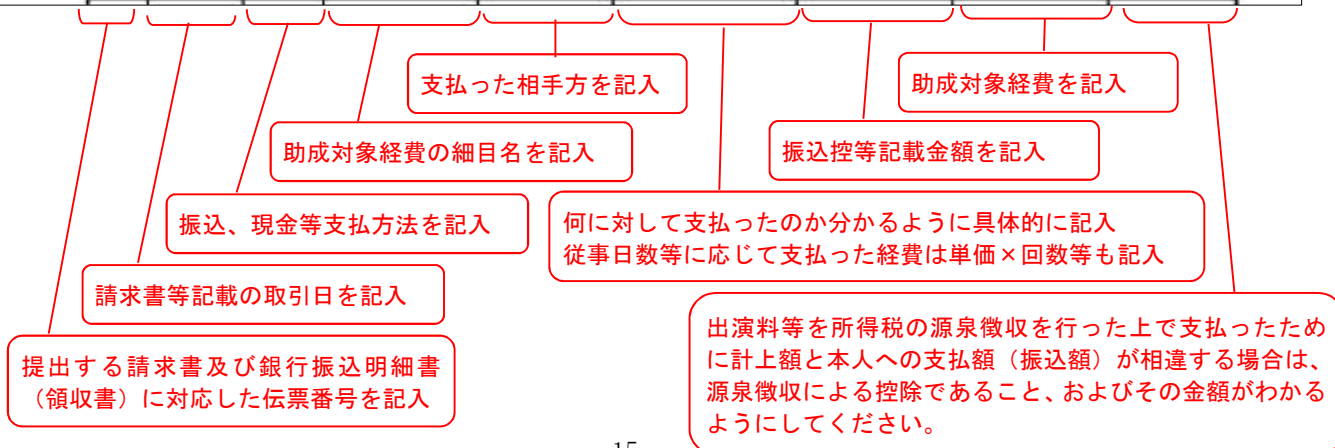 支払った相手方を記入
助成対象経費を記入
助成対象経費の細目名を記入
振込控等記載金額を記入
振込、現金等支払方法を記入
何に対して支払ったのか分かるように具体的に記入
従事日数等に応じて支払った経費は単価×回数等も記入
請求書等記載の取引日を記入
出演料等を所得税の源泉徴収を行った上で支払ったため
に計上額と本人への支払額（振込額）が相違する場合は、
源泉徴収による控除であること、およびその金額がわかる
ようにしてください。
提出する請求書及び銀行振込明細書
（領収書）に対応した伝票番号を記入